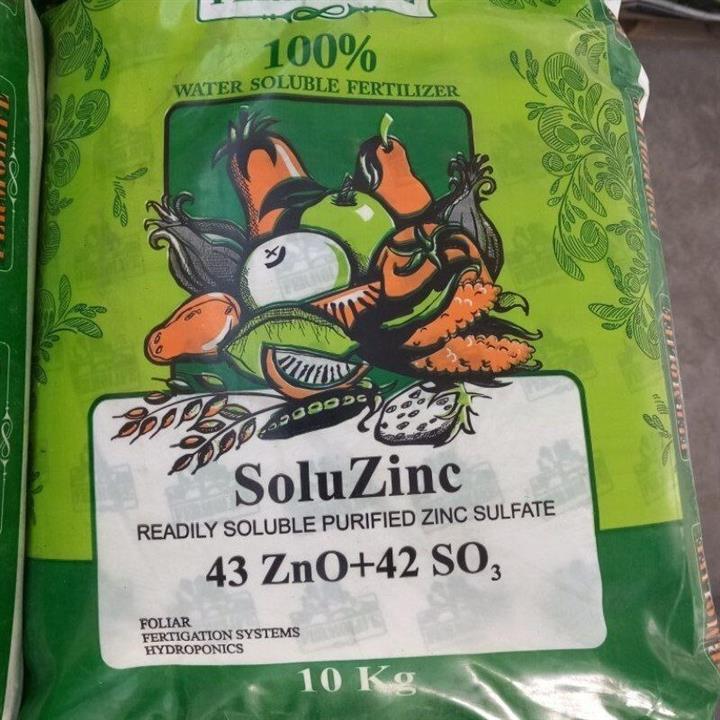 100%
WATER SOLUBLE FERTILIZER
SoluZinc
READILY SOLUBLE PURIFIED ZINC SULFATE
43 ZnO+42 SO₃
FOLIAR
FERTIGATION SYSTEMS
HYDROPONICS
10 Kg